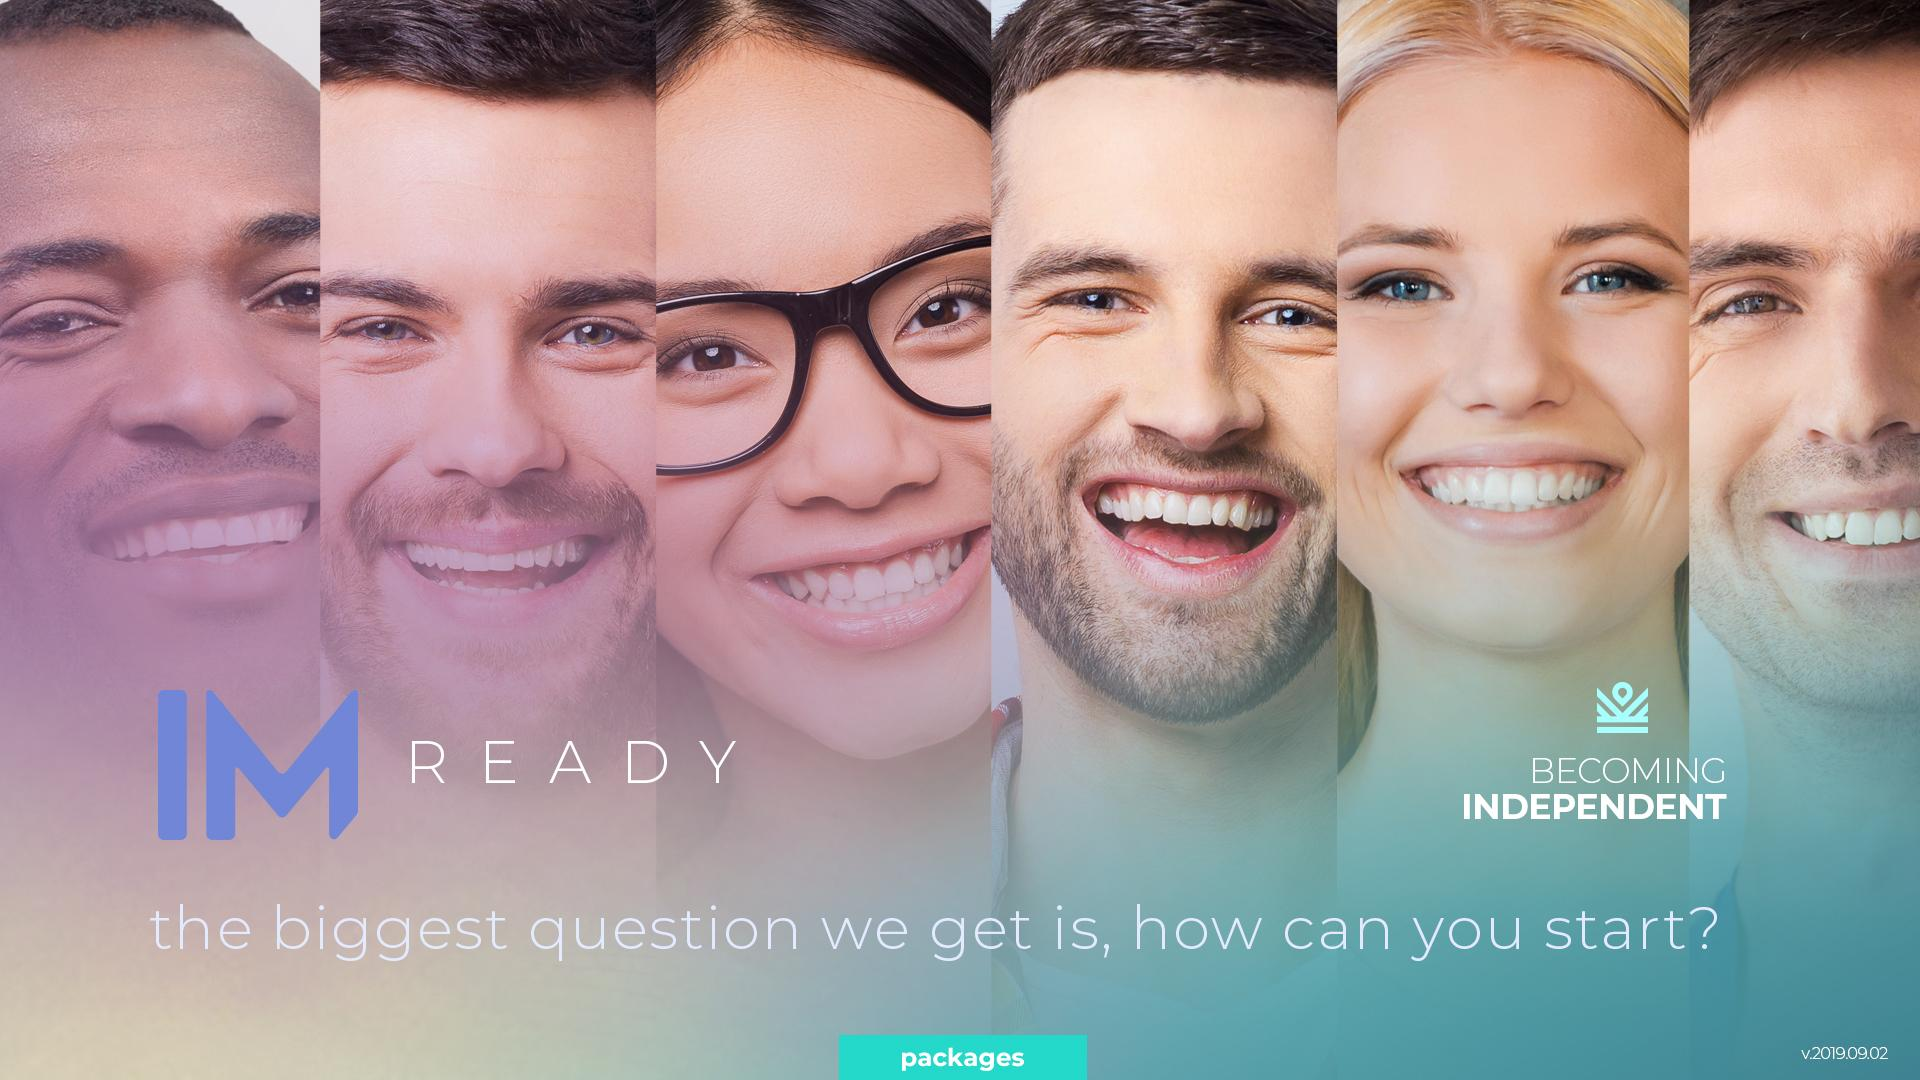 IM READY
BECOMING
INDEPENDENT
the biggest question we get is, how can you start?
packages
v.2019.09.02